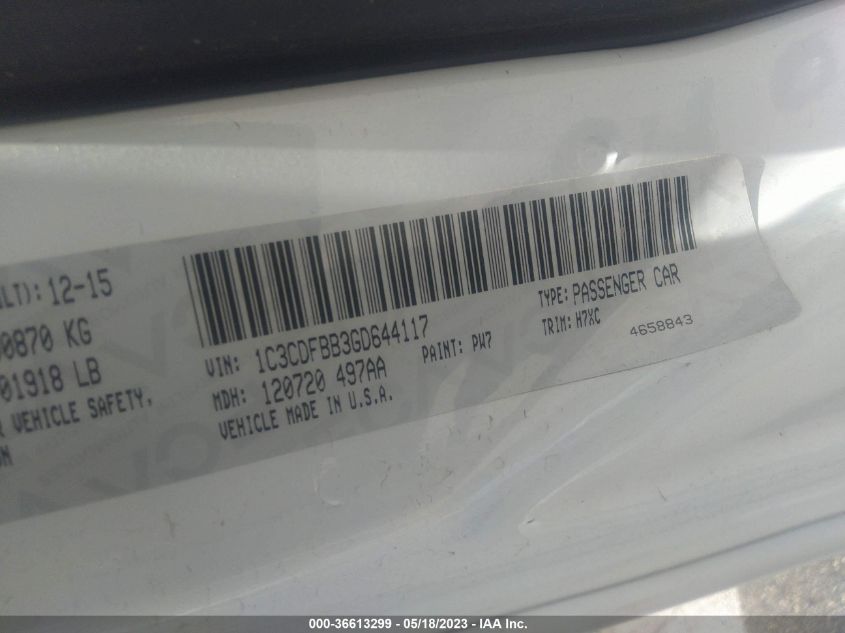 ILT): 12-15
0870 KG
01918 LB
VEHICLE SAFETY,
VIN: 1C3CDFBB3GD644117
MDH: 120720 497AA
VEHICLE MADE IN U.S.A.
PAINT: PW7
TYPE: PASSENGER CAR
TRIM: H7XC
4658843
000-36613299 - 05/18/2023 - IAA Inc.